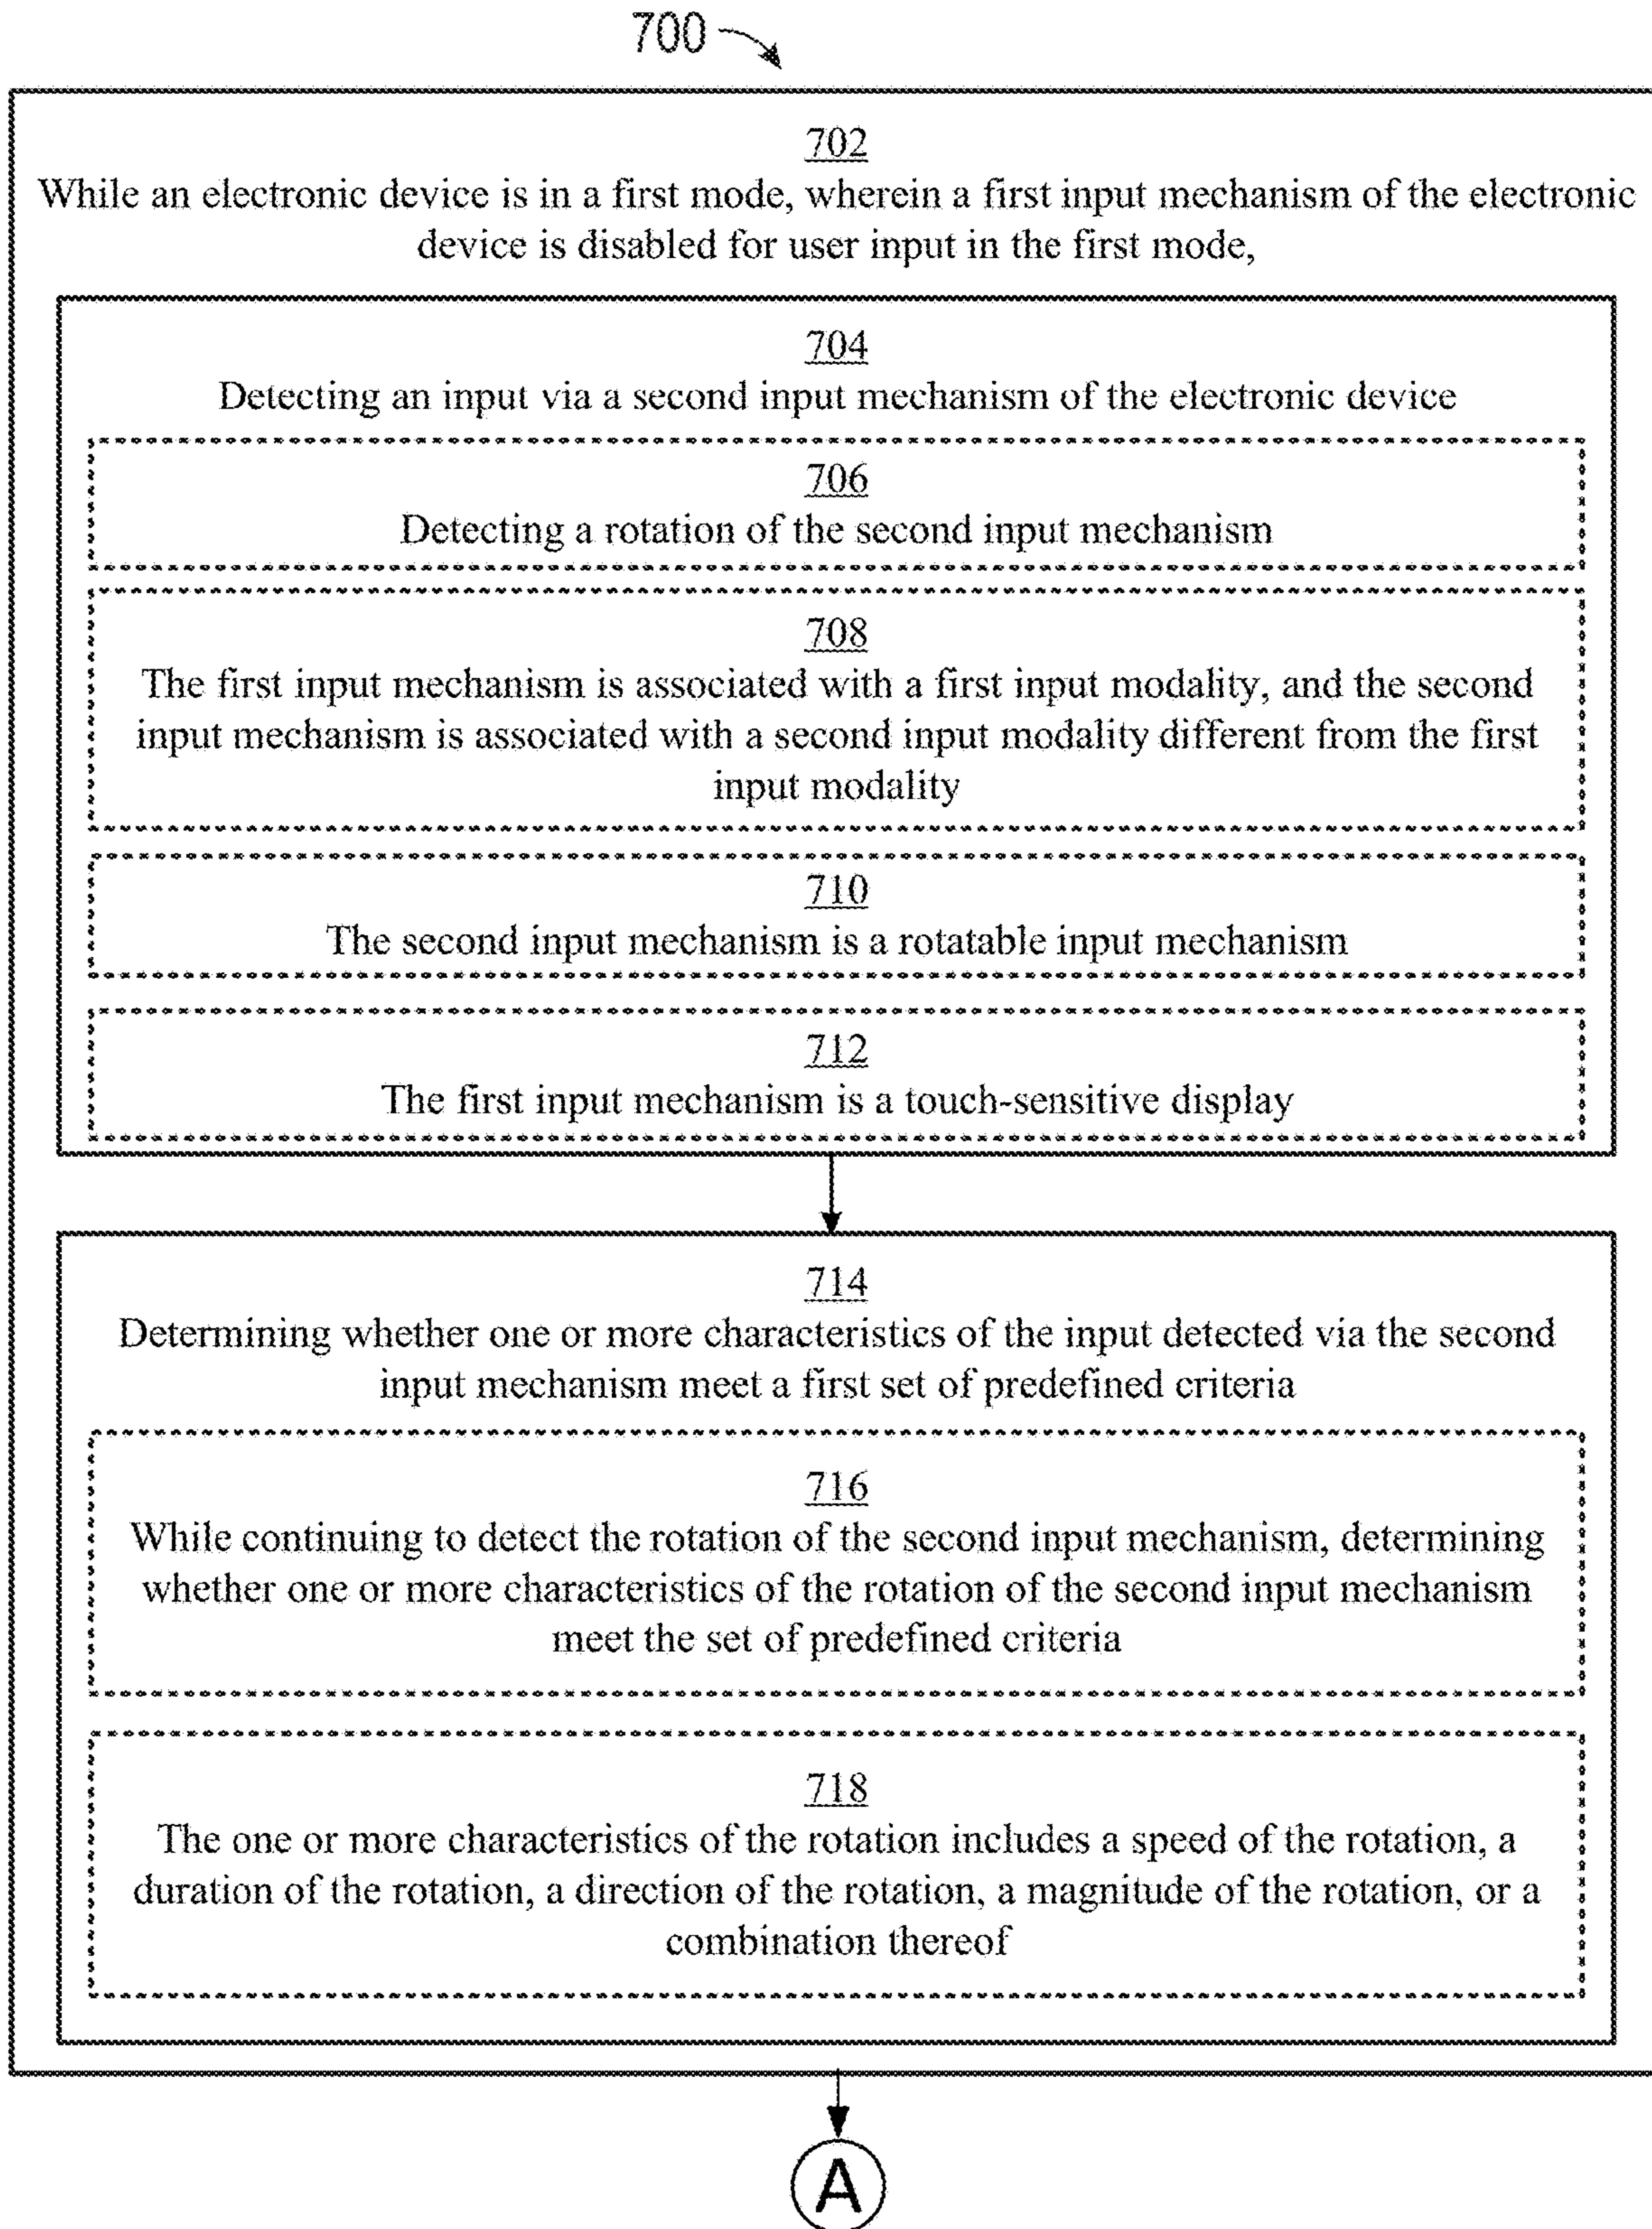 700
702
While an electronic device is in a first mode, wherein a first input mechanism of the electronic
device is disabled for user input in the first mode,
704
Detecting an input via a second input mechanism of the electronic device
706
Detecting a rotation of the second input mechanism
708
The first input mechanism is associated with a first input modality, and the second
input mechanism is associated with a second input modality different from the first
input modality
710
The second input mechanism is a rotatable input mechanism
712
The first input mechanism is a touch-sensitive display
714
Determining whether one or more characteristics of the input detected via the second
input mechanism meet a first set of predefined criteria
716
While continuing to detect the rotation of the second input mechanism, determining
whether one or more characteristics of the rotation of the second input mechanism
meet the set of predefined criteria
718
The one or more characteristics of the rotation includes a speed of the rotation, a
duration of the rotation, a direction of the rotation, a magnitude of the rotation, or a
combination thereof
A